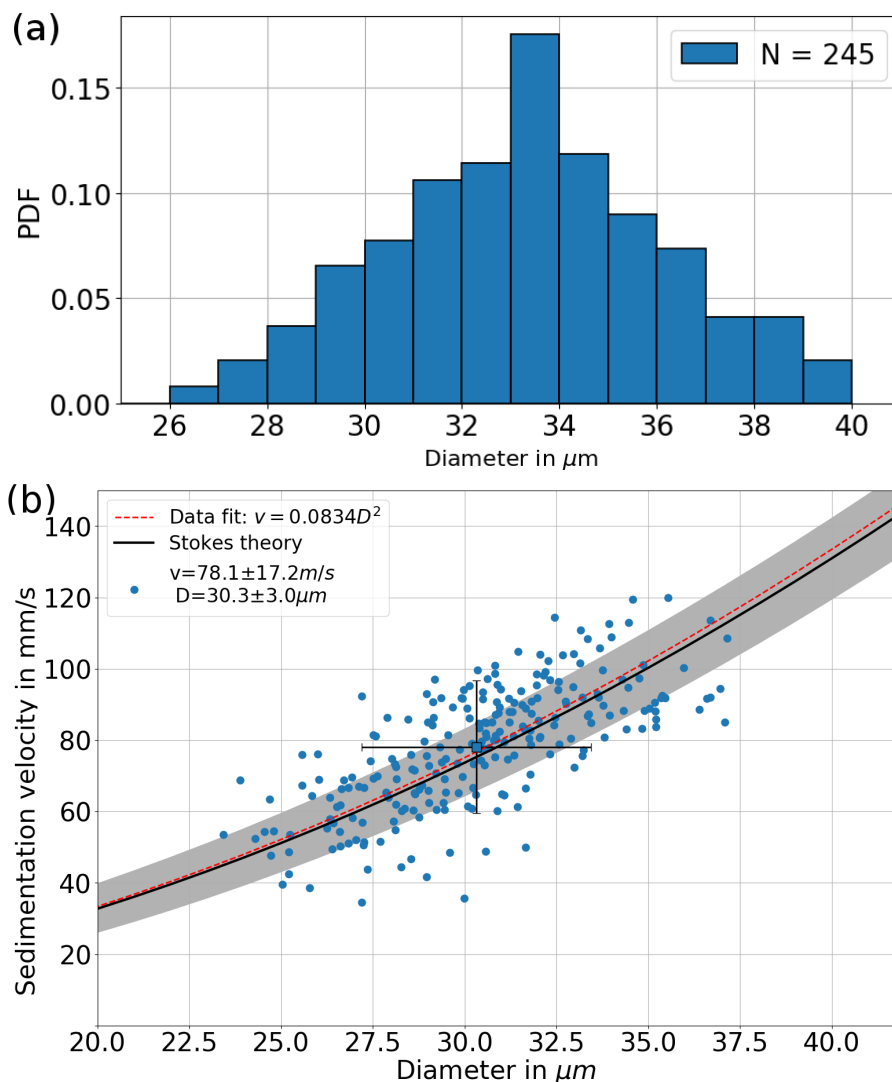 (a)
N = 245
PDF
0.15
0.10
0.05
0.00
26 28 30 32 34 36 38 40
Diameter in μm
(b)
Data fit: v = 0.0834D²
Stokes theory
v=78.1±17.2m/s
D=30.3±3.0μm
Sedimentation velocity in mm/s
140
120
100
80
60
40
20
20.0 22.5 25.0 27.5 30.0 32.5 35.0 37.5 40.0
Diameter in μm